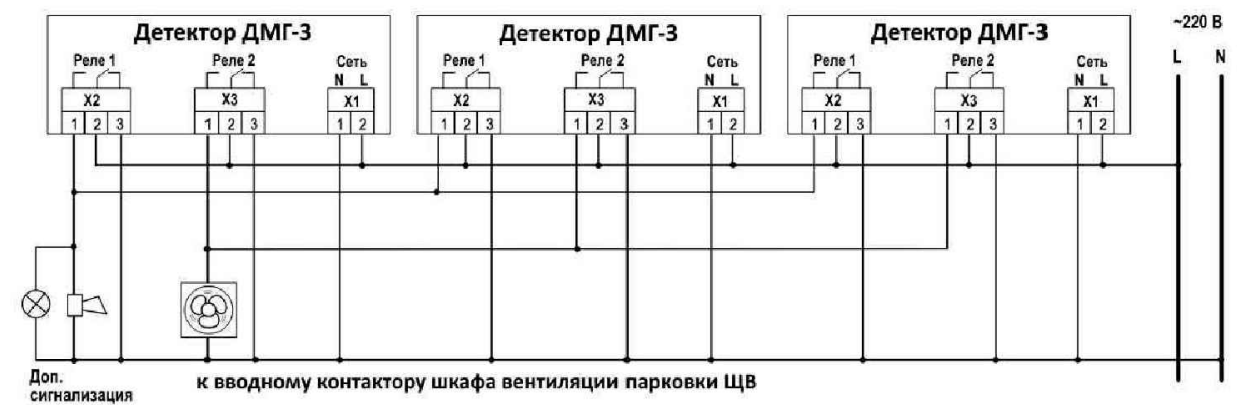 Детектор ДМГ-3 Детектор ДМГ-3 Детектор ДМГ-3 ~220 В
Реле 1 Реле 2 Сеть Реле 1 Реле 2 Сеть Реле 1 Реле 2 Сеть L N
N L N L N L
X2 X3 X1 X2 X3 X1 X2 X3 X1
1 2 3 1 2 3 1 2 1 2 3 1 2 3 1 2 1 2 3 1 2 3 1 2
Доп.
сигнализация
к вводному контактору шкафа вентиляции парковки ЩВ